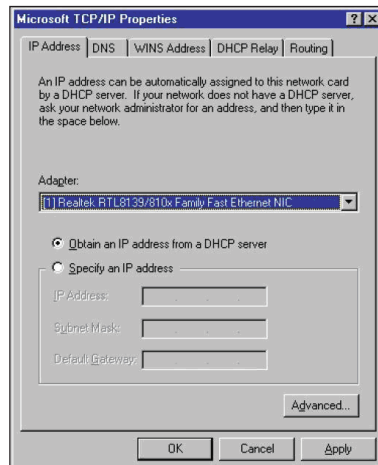 Microsoft TCP/IP Properties
IP Address DNS WINS Address DHCP Relay Routing
An IP address can be automatically assigned to this network card
by a DHCP server. If your network does not have a DHCP server,
ask your network administrator for an address, and then type it in
the space below.
Adapter:
[1] Realtek RTL8139/810x Family Fast Ethernet NIC
Obtain an IP address from a DHCP server
Specify an IP address
IP Address:
Subnet Mask:
Default Gateway:
Advanced...
OK Cancel Apply